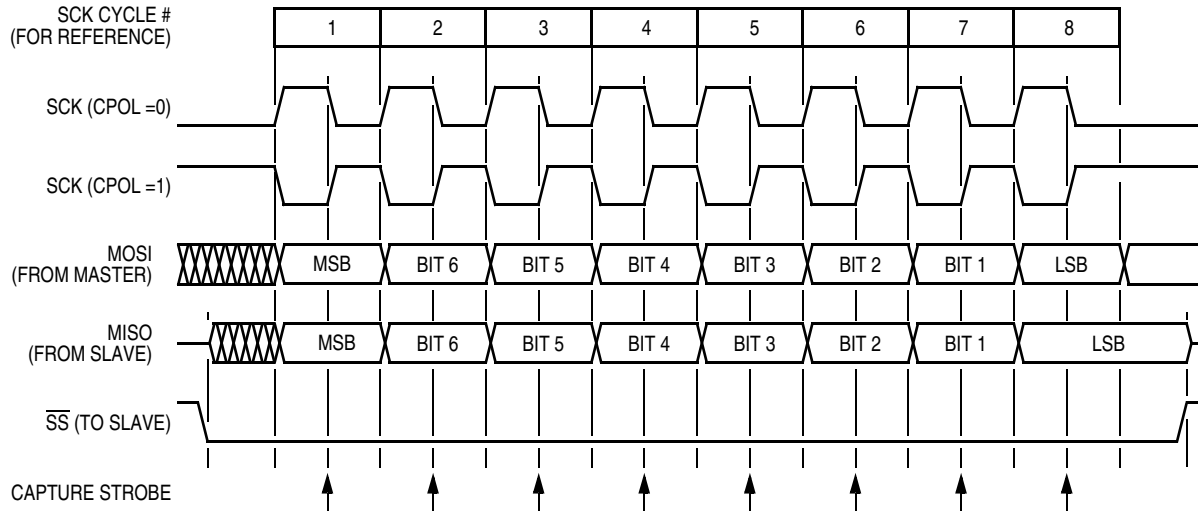 SCK CYCLE #
(FOR REFERENCE)
1 2 3 4 5 6 7 8
SCK (CPOL =0)
SCK (CPOL =1)
MOSI
(FROM MASTER)
MSB BIT 6 BIT 5 BIT 4 BIT 3 BIT 2 BIT 1 LSB
MISO
(FROM SLAVE)
MSB BIT 6 BIT 5 BIT 4 BIT 3 BIT 2 BIT 1 LSB
SS (TO SLAVE)
CAPTURE STROBE